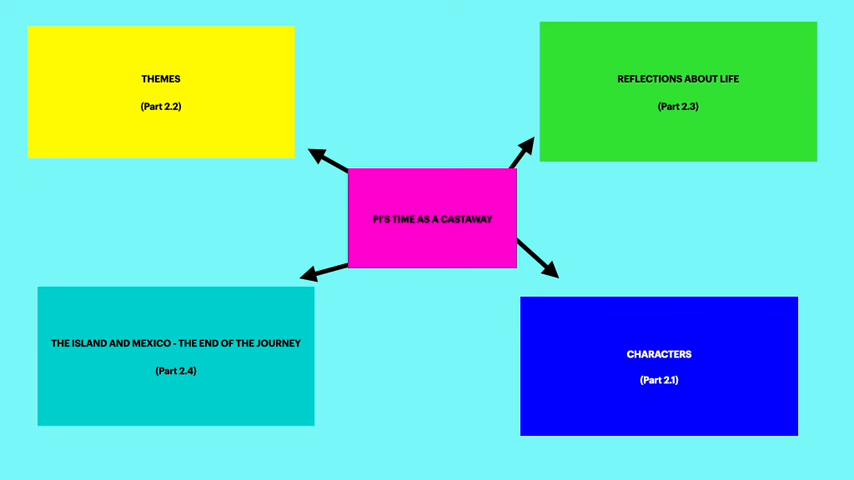 THEMES
(Part 2.2)
REFLECTIONS ABOUT LIFE
(Part 2.3)
PI'S TIME AS A CASTAWAY
THE ISLAND AND MEXICO - THE END OF THE JOURNEY
(Part 2.4)
CHARACTERS
(Part 2.1)